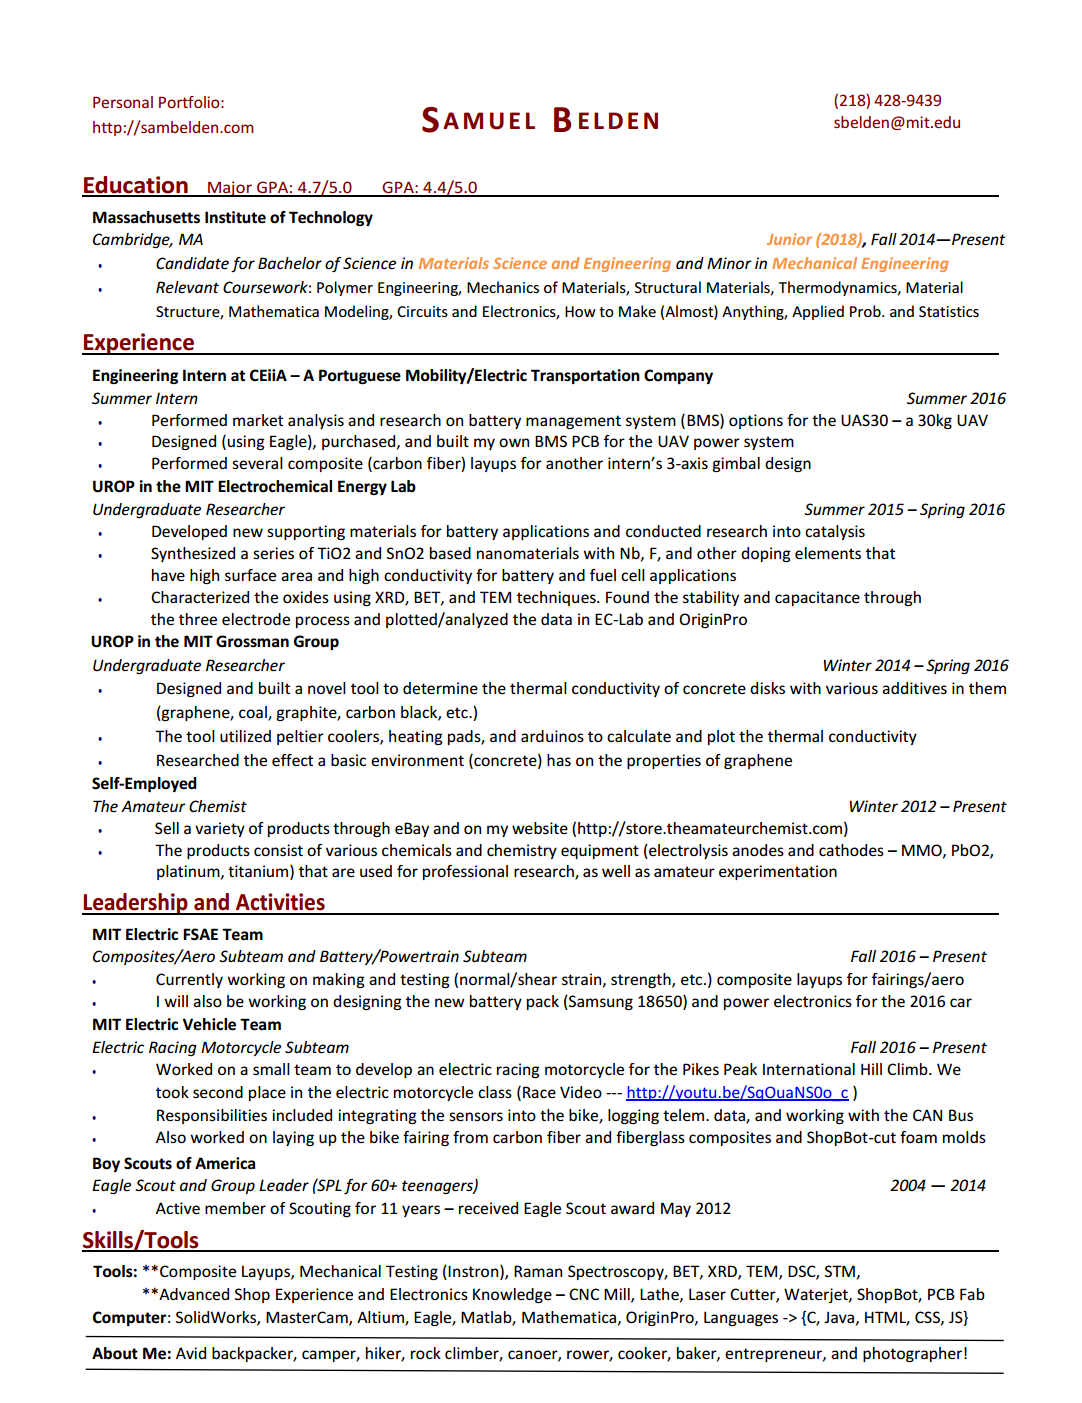 Personal Portfolio:
http://sambelden.com
SAMUEL BELDEN
(218) 428-9439
sbelden@mit.edu
Education Major GPA: 4.7/5.0 GPA: 4.4/5.0
Massachusetts Institute of Technology
Cambridge, MA Junior (2018), Fall 2014—Present
• Candidate for Bachelor of Science in Materials Science and Engineering and Minor in Mechanical Engineering
• Relevant Coursework: Polymer Engineering, Mechanics of Materials, Structural Materials, Thermodynamics, Material
Structure, Mathematica Modeling, Circuits and Electronics, How to Make (Almost) Anything, Applied Prob. and Statistics
Experience
Engineering Intern at CEiiA – A Portuguese Mobility/Electric Transportation Company
Summer Intern Summer 2016
• Performed market analysis and research on battery management system (BMS) options for the UAS30 – a 30kg UAV
• Designed (using Eagle), purchased, and built my own BMS PCB for the UAV power system
• Performed several composite (carbon fiber) layups for another intern’s 3-axis gimbal design
UROP in the MIT Electrochemical Energy Lab
Undergraduate Researcher Summer 2015 – Spring 2016
• Developed new supporting materials for battery applications and conducted research into catalysis
• Synthesized a series of TiO2 and SnO2 based nanomaterials with Nb, F, and other doping elements that
have high surface area and high conductivity for battery and fuel cell applications
• Characterized the oxides using XRD, BET, and TEM techniques. Found the stability and capacitance through
the three electrode process and plotted/analyzed the data in EC-Lab and OriginPro
UROP in the MIT Grossman Group
Undergraduate Researcher Winter 2014 – Spring 2016
• Designed and built a novel tool to determine the thermal conductivity of concrete disks with various additives in them
(graphene, coal, graphite, carbon black, etc.)
• The tool utilized peltier coolers, heating pads, and arduinos to calculate and plot the thermal conductivity
• Researched the effect a basic environment (concrete) has on the properties of graphene
Self-Employed
The Amateur Chemist Winter 2012 – Present
• Sell a variety of products through eBay and on my website (http://store.theamateurchemist.com)
• The products consist of various chemicals and chemistry equipment (electrolysis anodes and cathodes – MMO, PbO2,
platinum, titanium) that are used for professional research, as well as amateur experimentation
Leadership and Activities
MIT Electric FSAE Team
Composites/Aero Subteam and Battery/Powertrain Subteam Fall 2016 – Present
• Currently working on making and testing (normal/shear strain, strength, etc.) composite layups for fairings/aero
• I will also be working on designing the new battery pack (Samsung 18650) and power electronics for the 2016 car
MIT Electric Vehicle Team
Electric Racing Motorcycle Subteam Fall 2016 – Present
• Worked on a small team to develop an electric racing motorcycle for the Pikes Peak International Hill Climb. We
took second place in the electric motorcycle class (Race Video --- http://youtu.be/SqOuaNS0o_c )
• Responsibilities included integrating the sensors into the bike, logging telem. data, and working with the CAN Bus
• Also worked on laying up the bike fairing from carbon fiber and fiberglass composites and ShopBot-cut foam molds
Boy Scouts of America
Eagle Scout and Group Leader (SPL for 60+ teenagers) 2004 — 2014
• Active member of Scouting for 11 years – received Eagle Scout award May 2012
Skills/Tools
Tools: **Composite Layups, Mechanical Testing (Instron), Raman Spectroscopy, BET, XRD, TEM, DSC, STM,
**Advanced Shop Experience and Electronics Knowledge – CNC Mill, Lathe, Laser Cutter, Waterjet, ShopBot, PCB Fab
Computer: SolidWorks, MasterCam, Altium, Eagle, Matlab, Mathematica, OriginPro, Languages -> {C, Java, HTML, CSS, JS}
About Me: Avid backpacker, camper, hiker, rock climber, canoer, rower, cooker, baker, entrepreneur, and photographer!